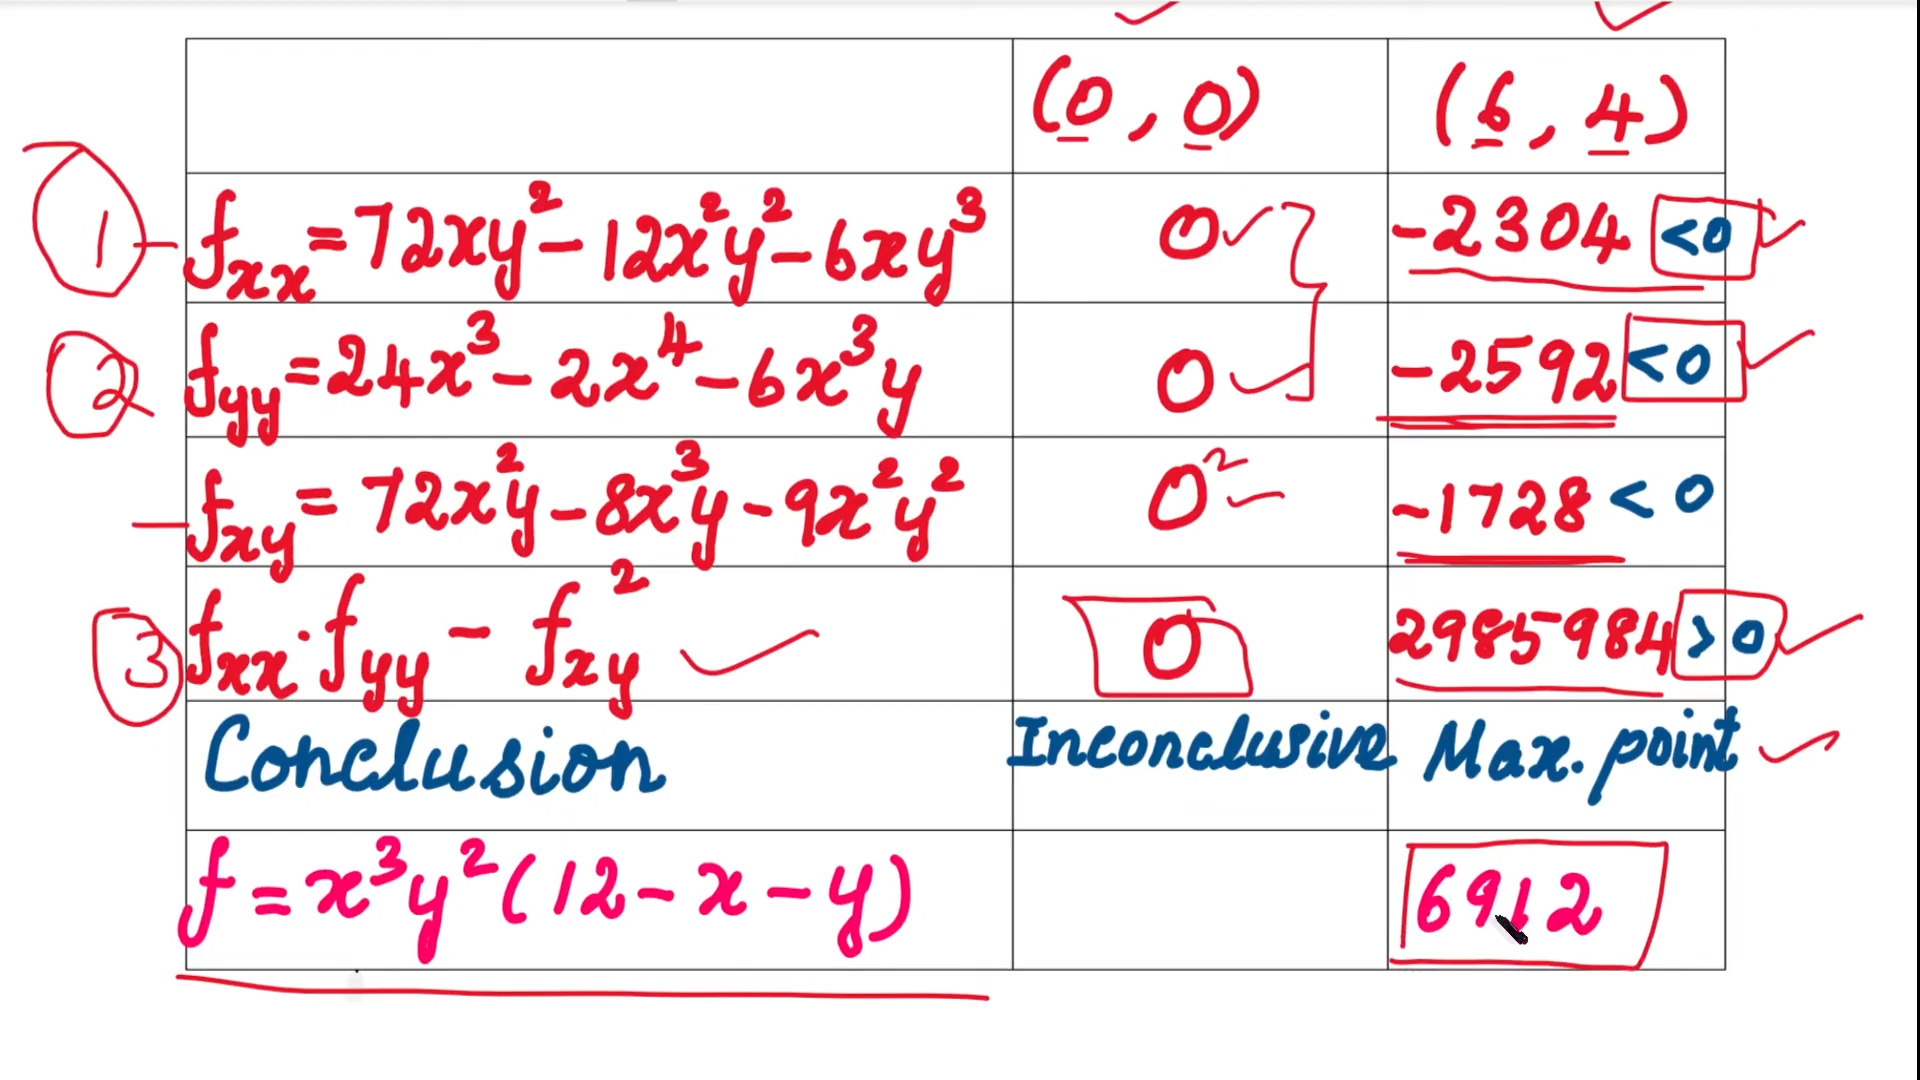 (0, 0) (6, 4)
1 fxx = 72xy² - 12x²y² - 6xy³ 0 -2304 <0
2 fyy = 24x³ - 2x⁴ - 6x³y 0 -2592 <0
fxy = 72x²y - 8x³y - 9x²y² 0² -1728 < 0
3 fxx · fyy - fxy² 0 2985984 >0
Conclusion Inconclusive Max. point
f = x³y²(12 - x - y) 6912